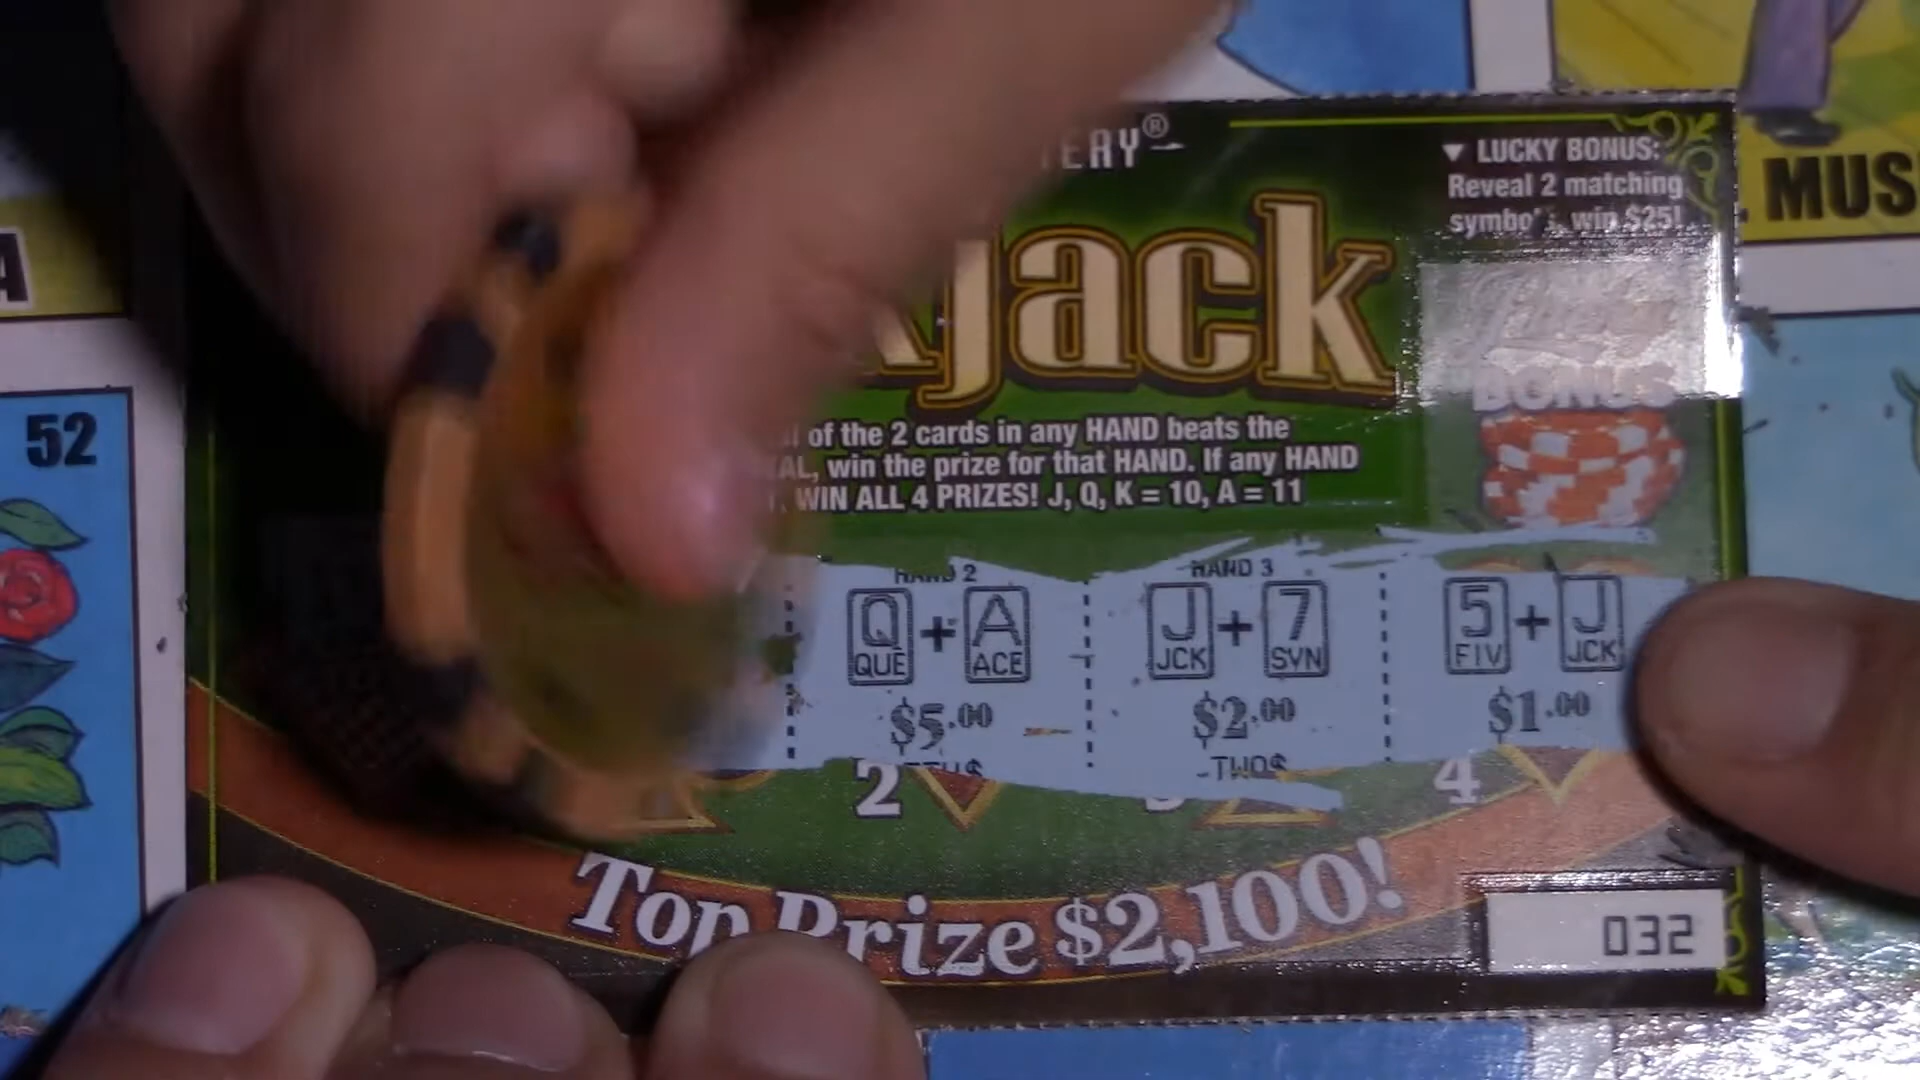 ▼ LUCKY BONUS:
Reveal 2 matching
win $25!
MUS
jack
52
BONUS
of the 2 cards in any HAND beats the
win the prize for that HAND. If any HAND
WIN ALL 4 PRIZES! J, Q, K = 10, A = 11
HAND 2
HAND 3
Q + A
J + 7
5 + J
QUE
ACE
JCK
SVN
FIV
JCK
$5.00
$2.00
$1.00
TWO$
2
4
Top Prize $2,100!
032